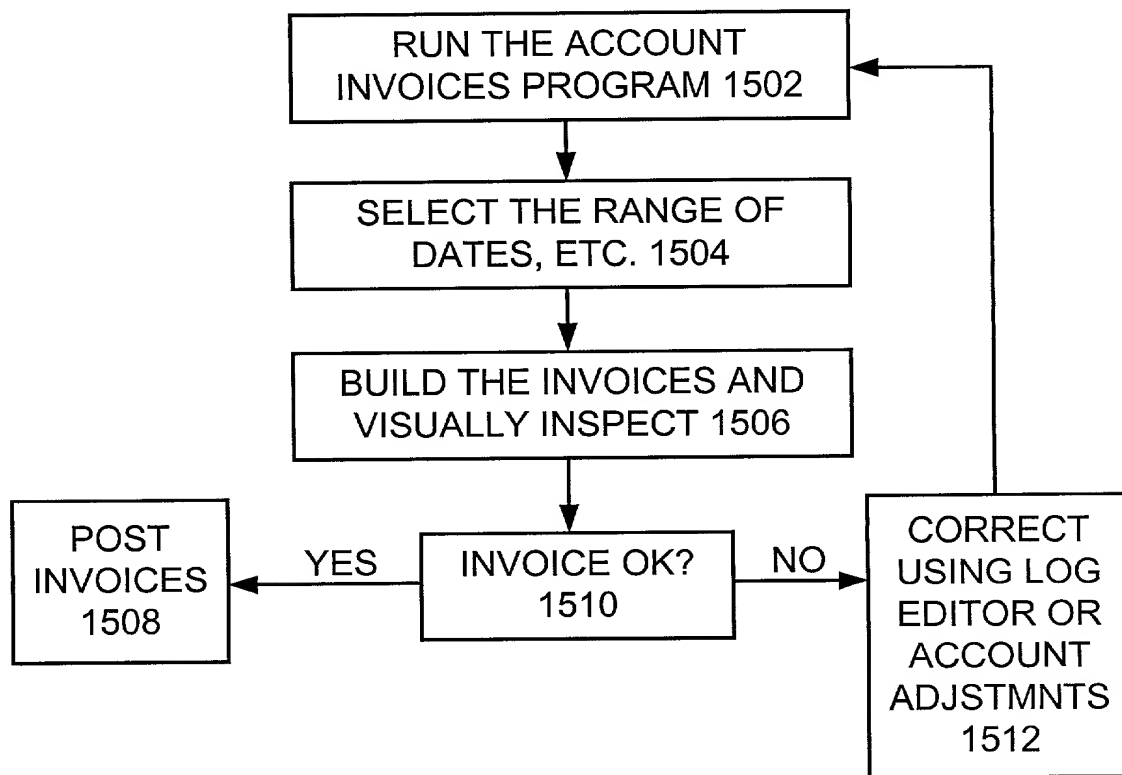 RUN THE ACCOUNT
INVOICES PROGRAM 1502
SELECT THE RANGE OF
DATES, ETC. 1504
BUILD THE INVOICES AND
VISUALLY INSPECT 1506
POST
INVOICES
1508
YES
INVOICE OK?
1510
NO
CORRECT
USING LOG
EDITOR OR
ACCOUNT
ADJSTMNTS
1512